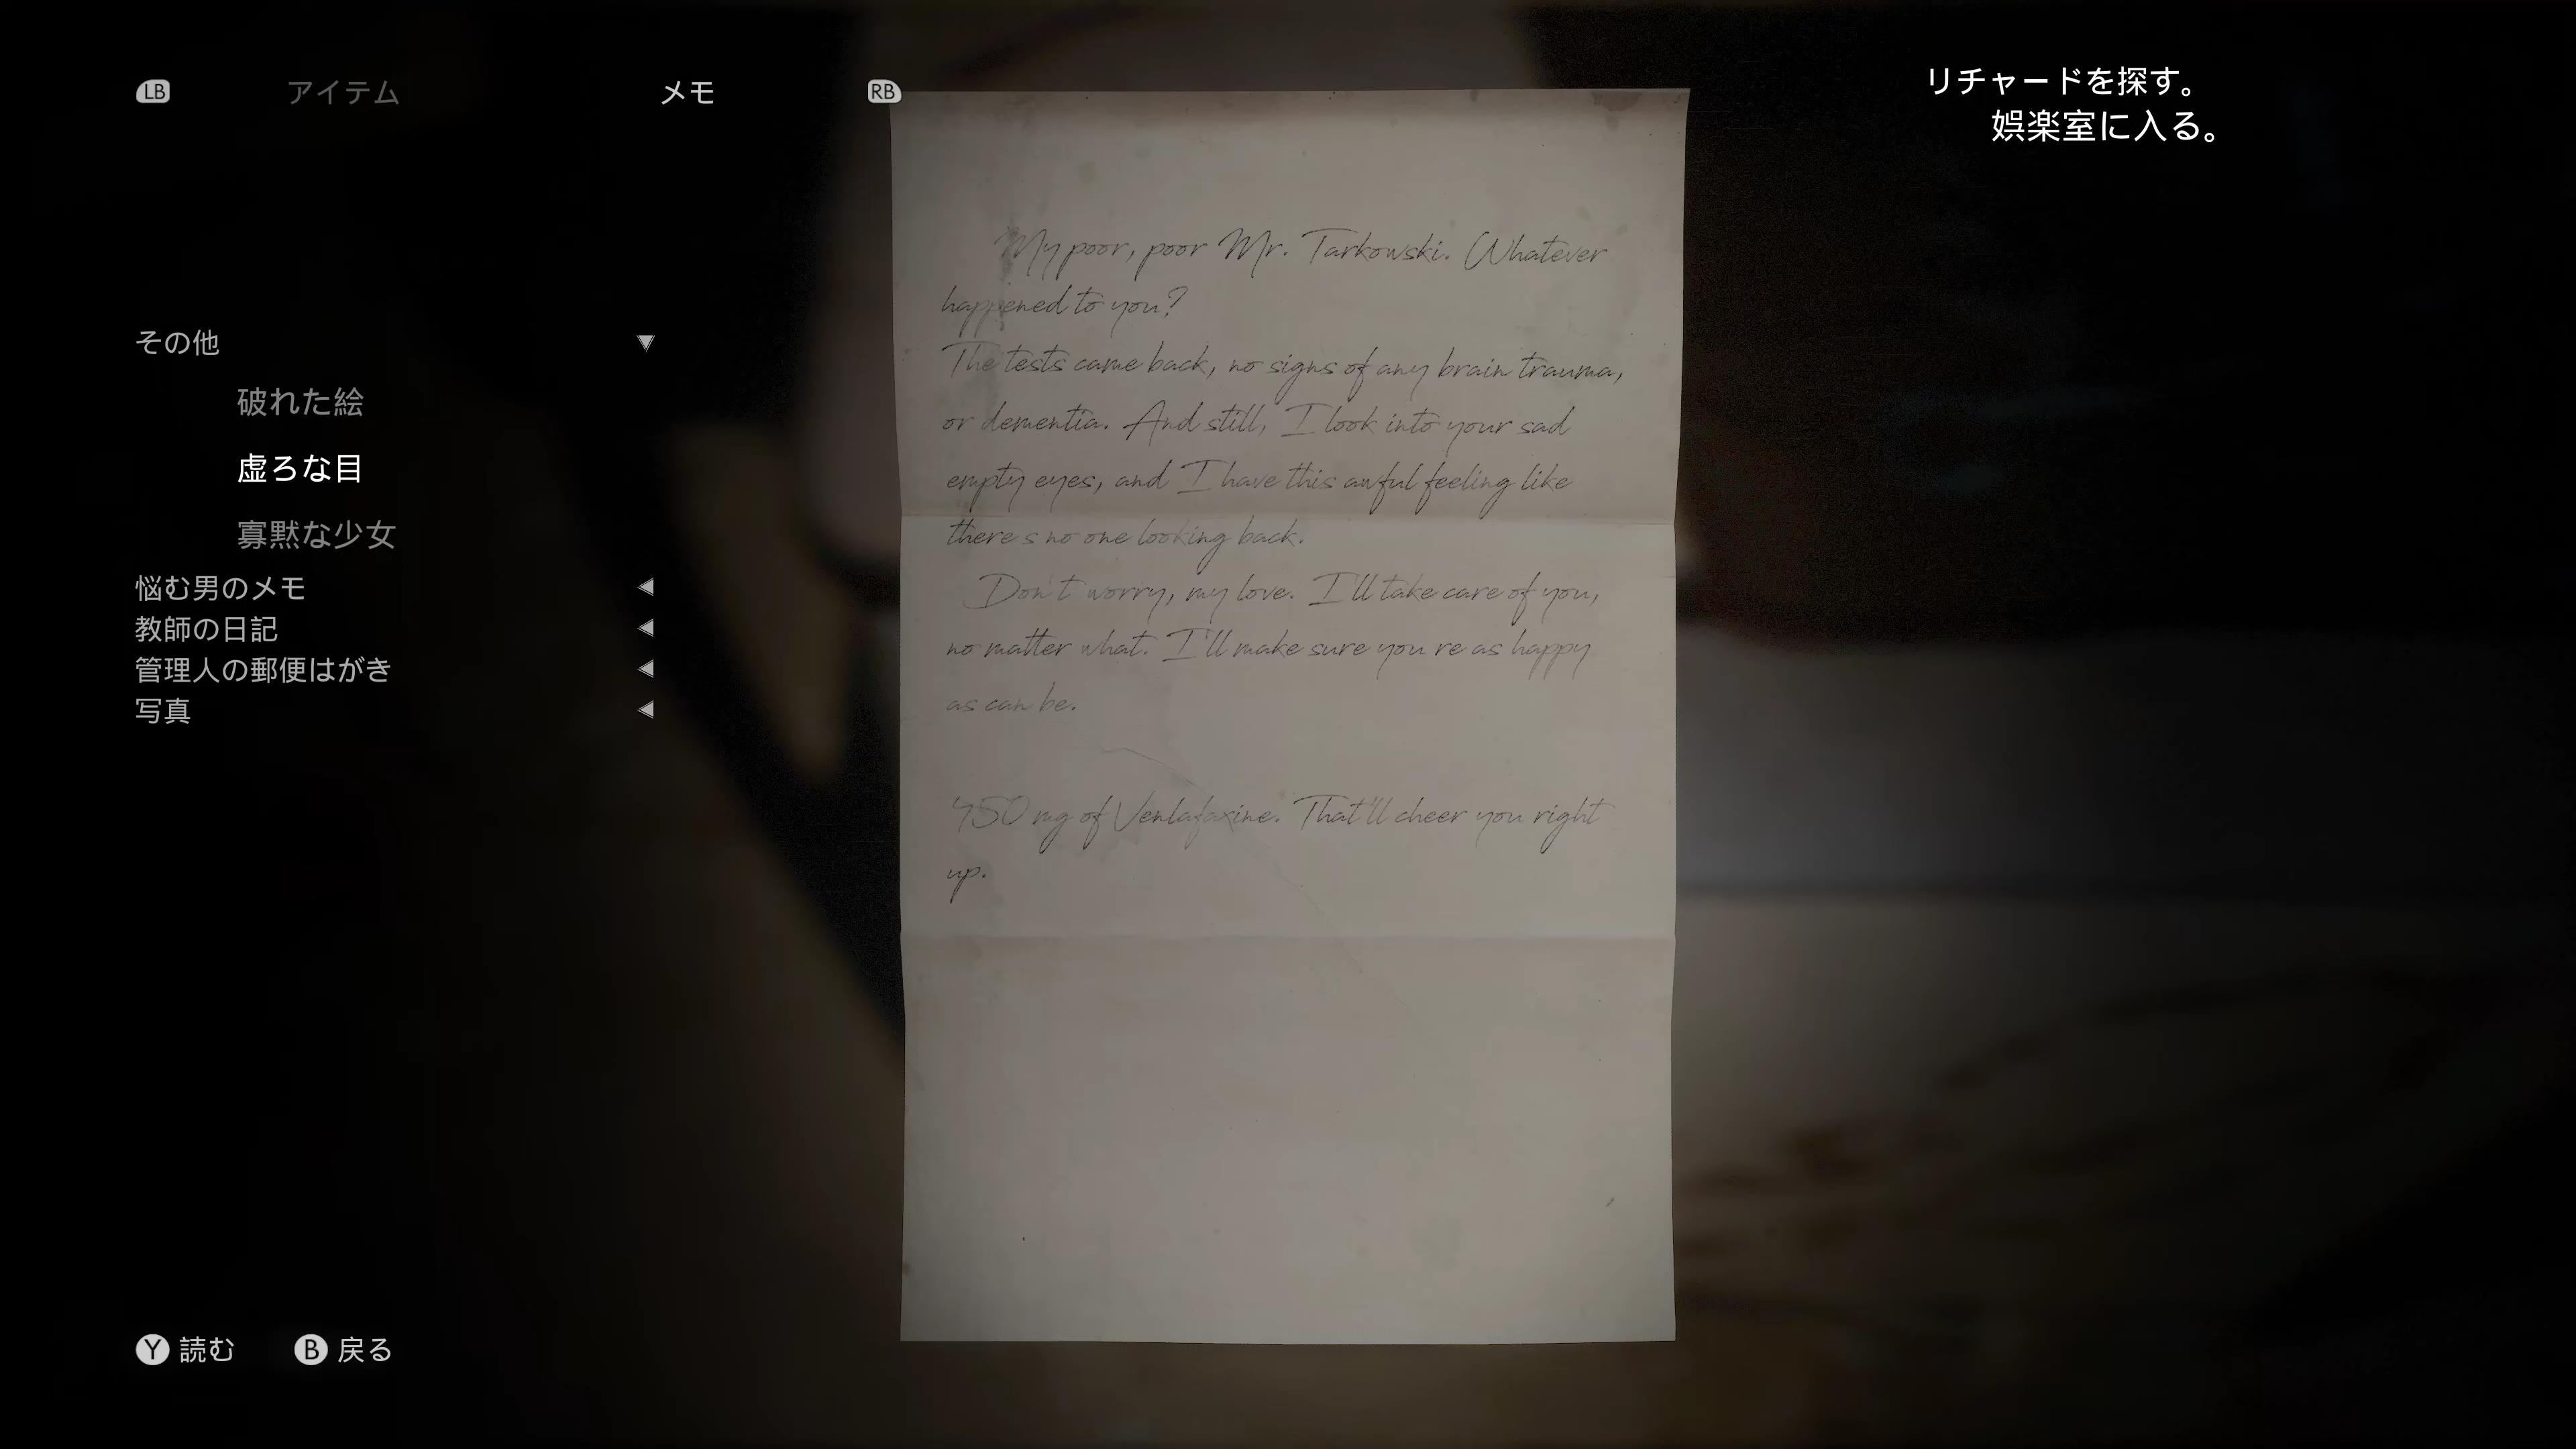 LB アイテム メモ RB
リチャードを探す。
娯楽室に入る。
その他
破れた絵
虚ろな目
寡黙な少女
悩む男のメモ
教師の日記
管理人の郵便はがき
写真
My poor, poor Mr. Tarkowski. Whatever
happened to you?
The tests came back, no signs of any brain trauma,
or dementia. And still, I look into your sad
empty eyes, and I have this awful feeling like
there s no one looking back.
Don't worry, my love. I'll take care of you,
no matter what. I'll make sure you re as happy
as can be.
450 mg of Venlafaxine. That'll cheer you right
up.
Y 読む B 戻る